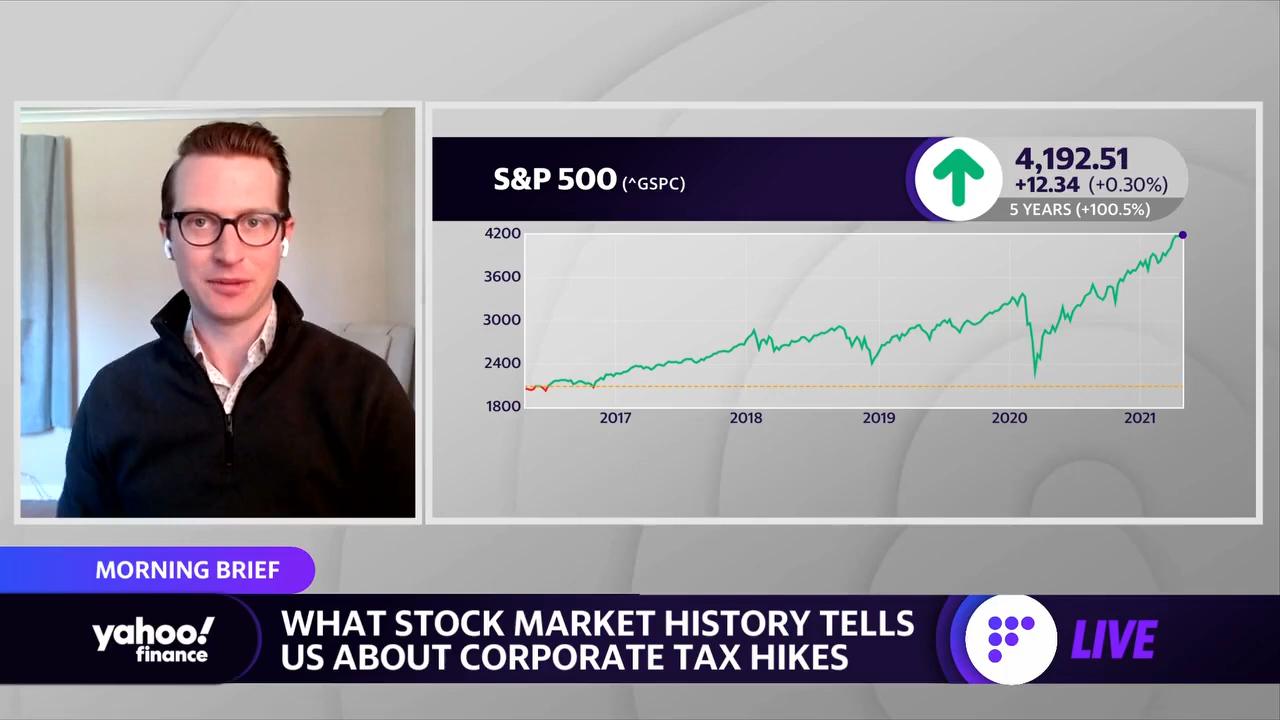 S&P 500 (^GSPC)
4,192.51
+12.34 (+0.30%)
5 YEARS (+100.5%)
4200
3600
3000
2400
1800
2017 2018 2019 2020 2021
MORNING BRIEF
yahoo!
finance
WHAT STOCK MARKET HISTORY TELLS
US ABOUT CORPORATE TAX HIKES
LIVE